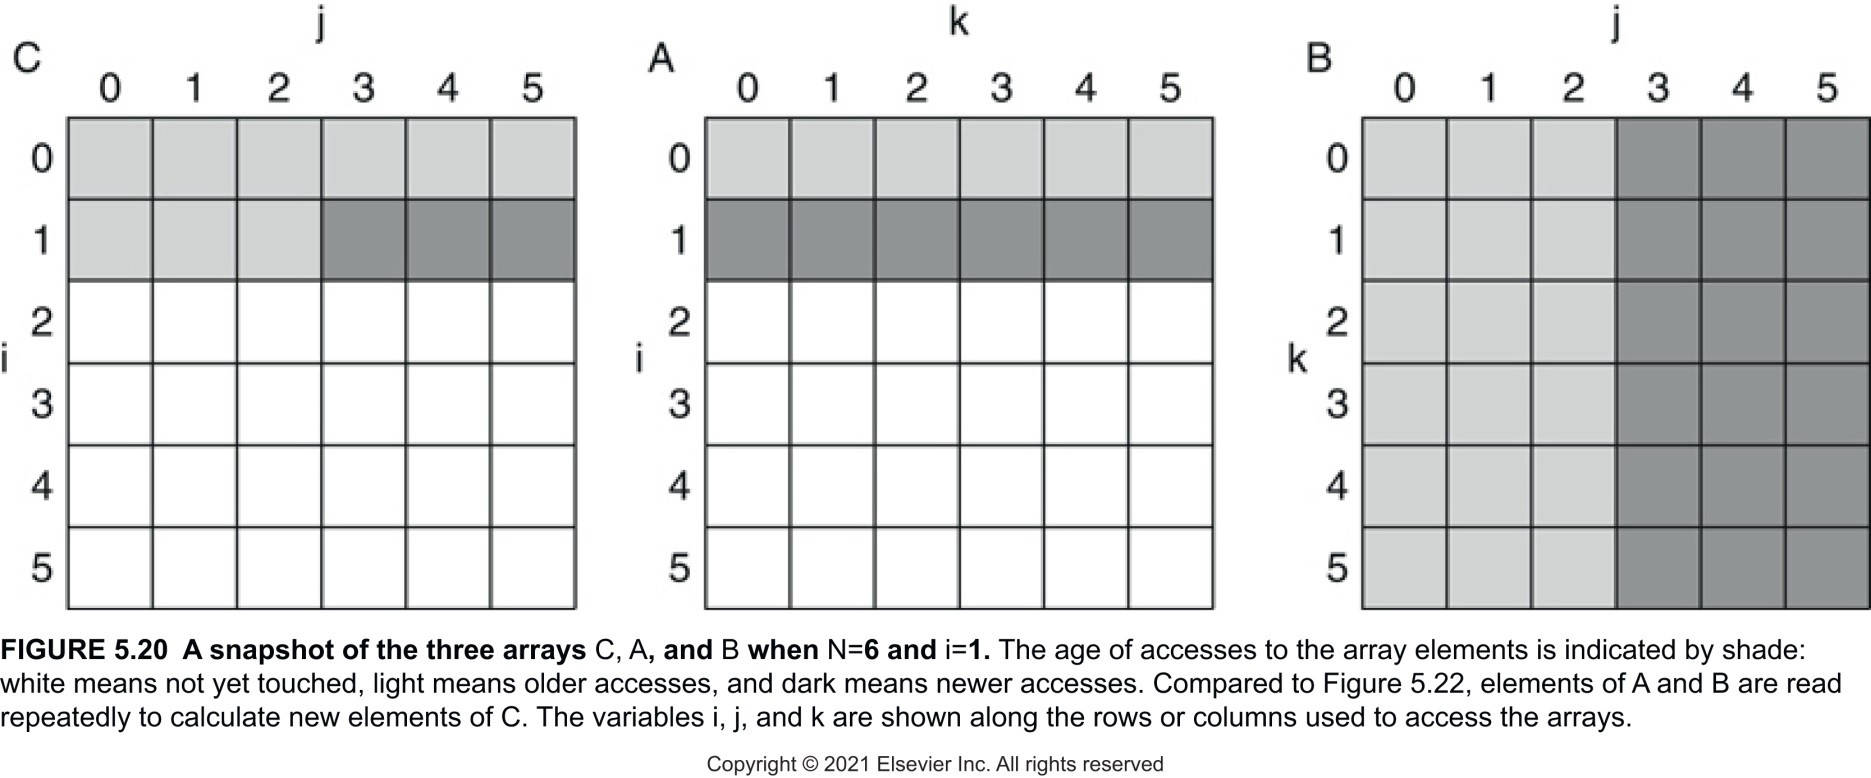 j
k
j
C
A
B
0 1 2 3 4 5
0 1 2 3 4 5
0 1 2 3 4 5
0
0
0
1
1
1
2
2
2
i
i
k
3
3
3
4
4
4
5
5
5
FIGURE 5.20 A snapshot of the three arrays C, A, and B when N=6 and i=1. The age of accesses to the array elements is indicated by shade:
white means not yet touched, light means older accesses, and dark means newer accesses. Compared to Figure 5.22, elements of A and B are read
repeatedly to calculate new elements of C. The variables i, j, and k are shown along the rows or columns used to access the arrays.
Copyright © 2021 Elsevier Inc. All rights reserved